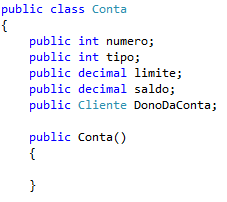 public class Conta
{
    public int numero;
    public int tipo;
    public decimal limite;
    public decimal saldo;
    public Cliente DonoDaConta;
    public Conta()
    {
    }